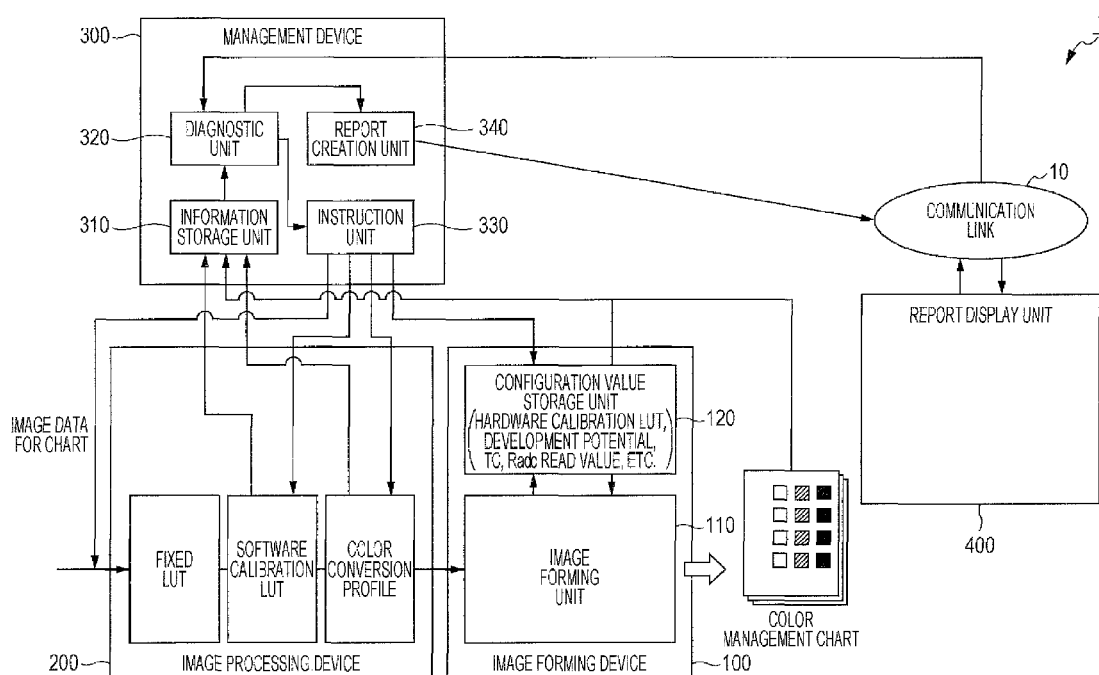 300
MANAGEMENT DEVICE
320
DIAGNOSTIC
UNIT
REPORT
CREATION UNIT
340
310
INFORMATION
STORAGE UNIT
INSTRUCTION
UNIT
330
10
COMMUNICATION
LINK
REPORT DISPLAY UNIT
400
IMAGE DATA
FOR CHART
FIXED
LUT
SOFTWARE
CALIBRATION
LUT
COLOR
CONVERSION
PROFILE
200
IMAGE PROCESSING DEVICE
CONFIGURATION VALUE
STORAGE UNIT
(HARDWARE CALIBRATION LUT,
DEVELOPMENT POTENTIAL,
TC, Radc READ VALUE, ETC.)
120
110
IMAGE
FORMING
UNIT
IMAGE FORMING DEVICE
100
COLOR
MANAGEMENT CHART